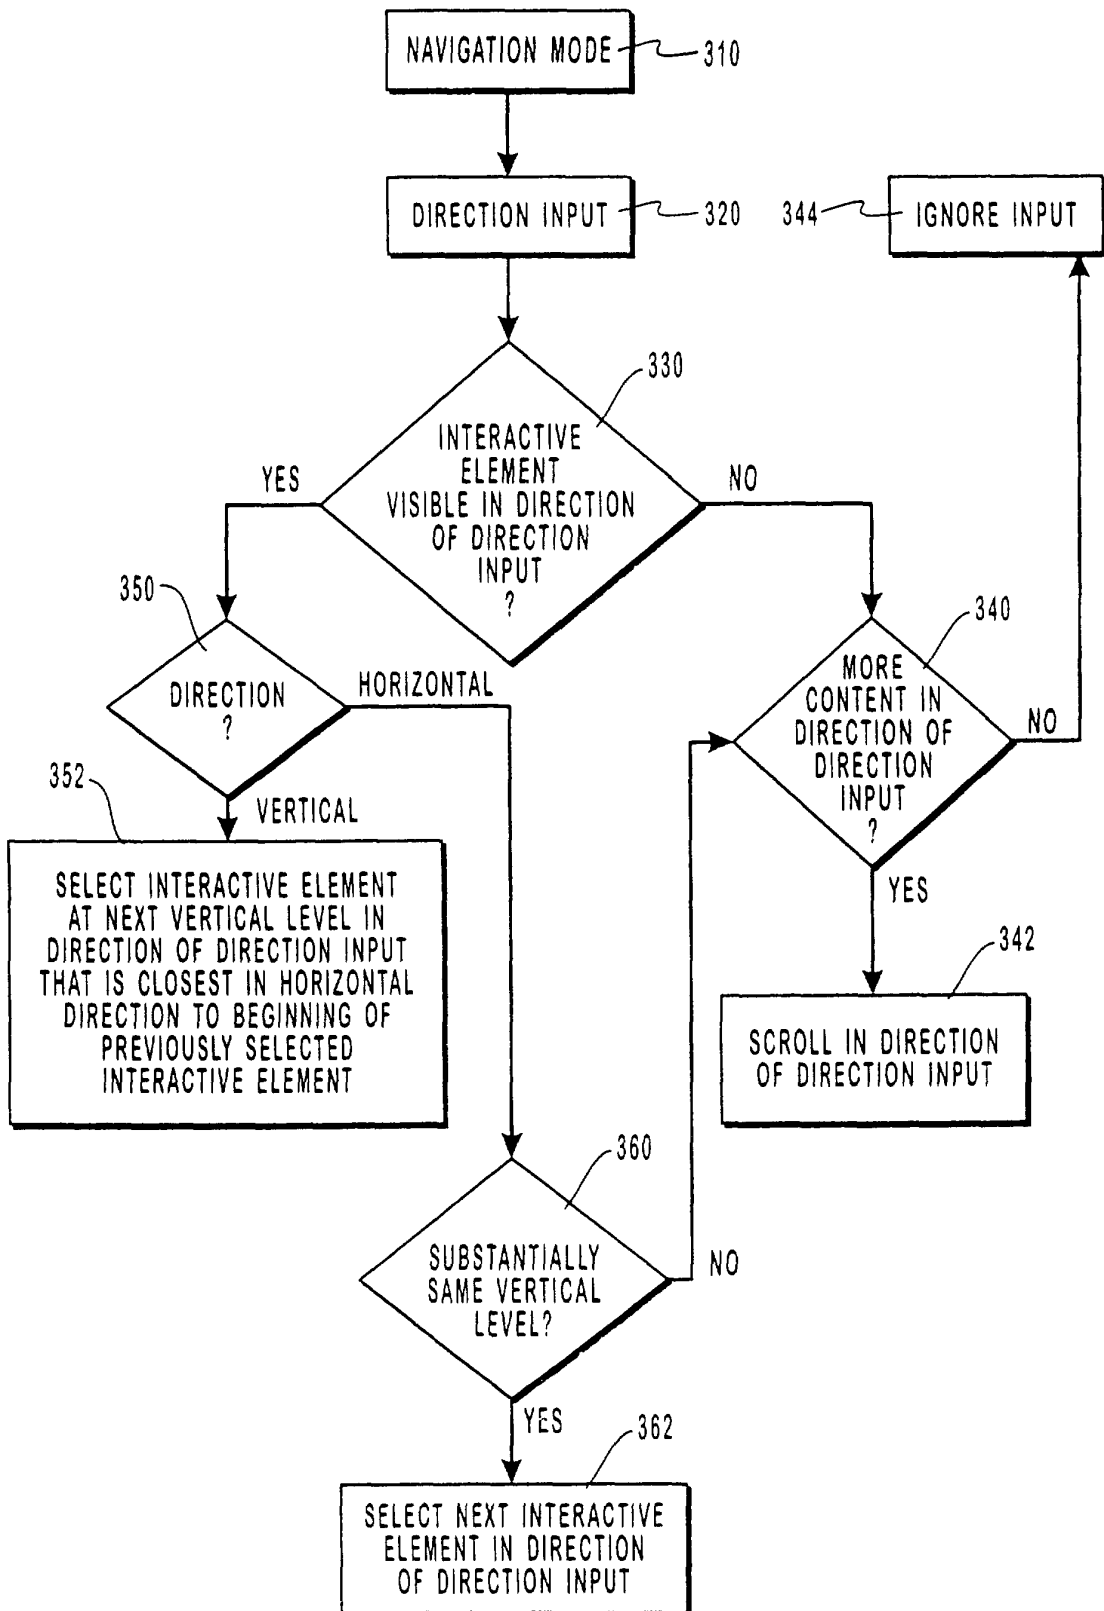 NAVIGATION MODE
310
DIRECTION INPUT
320
344
IGNORE INPUT
330
INTERACTIVE
ELEMENT
VISIBLE IN DIRECTION
OF DIRECTION
INPUT
?
YES
NO
350
DIRECTION
?
HORIZONTAL
VERTICAL
340
MORE
CONTENT IN
DIRECTION OF
DIRECTION
INPUT
?
NO
YES
352
SELECT INTERACTIVE ELEMENT
AT NEXT VERTICAL LEVEL IN
DIRECTION OF DIRECTION INPUT
THAT IS CLOSEST IN HORIZONTAL
DIRECTION TO BEGINNING OF
PREVIOUSLY SELECTED
INTERACTIVE ELEMENT
342
SCROLL IN DIRECTION
OF DIRECTION INPUT
360
SUBSTANTIALLY
SAME VERTICAL
LEVEL?
NO
YES
362
SELECT NEXT INTERACTIVE
ELEMENT IN DIRECTION
OF DIRECTION INPUT